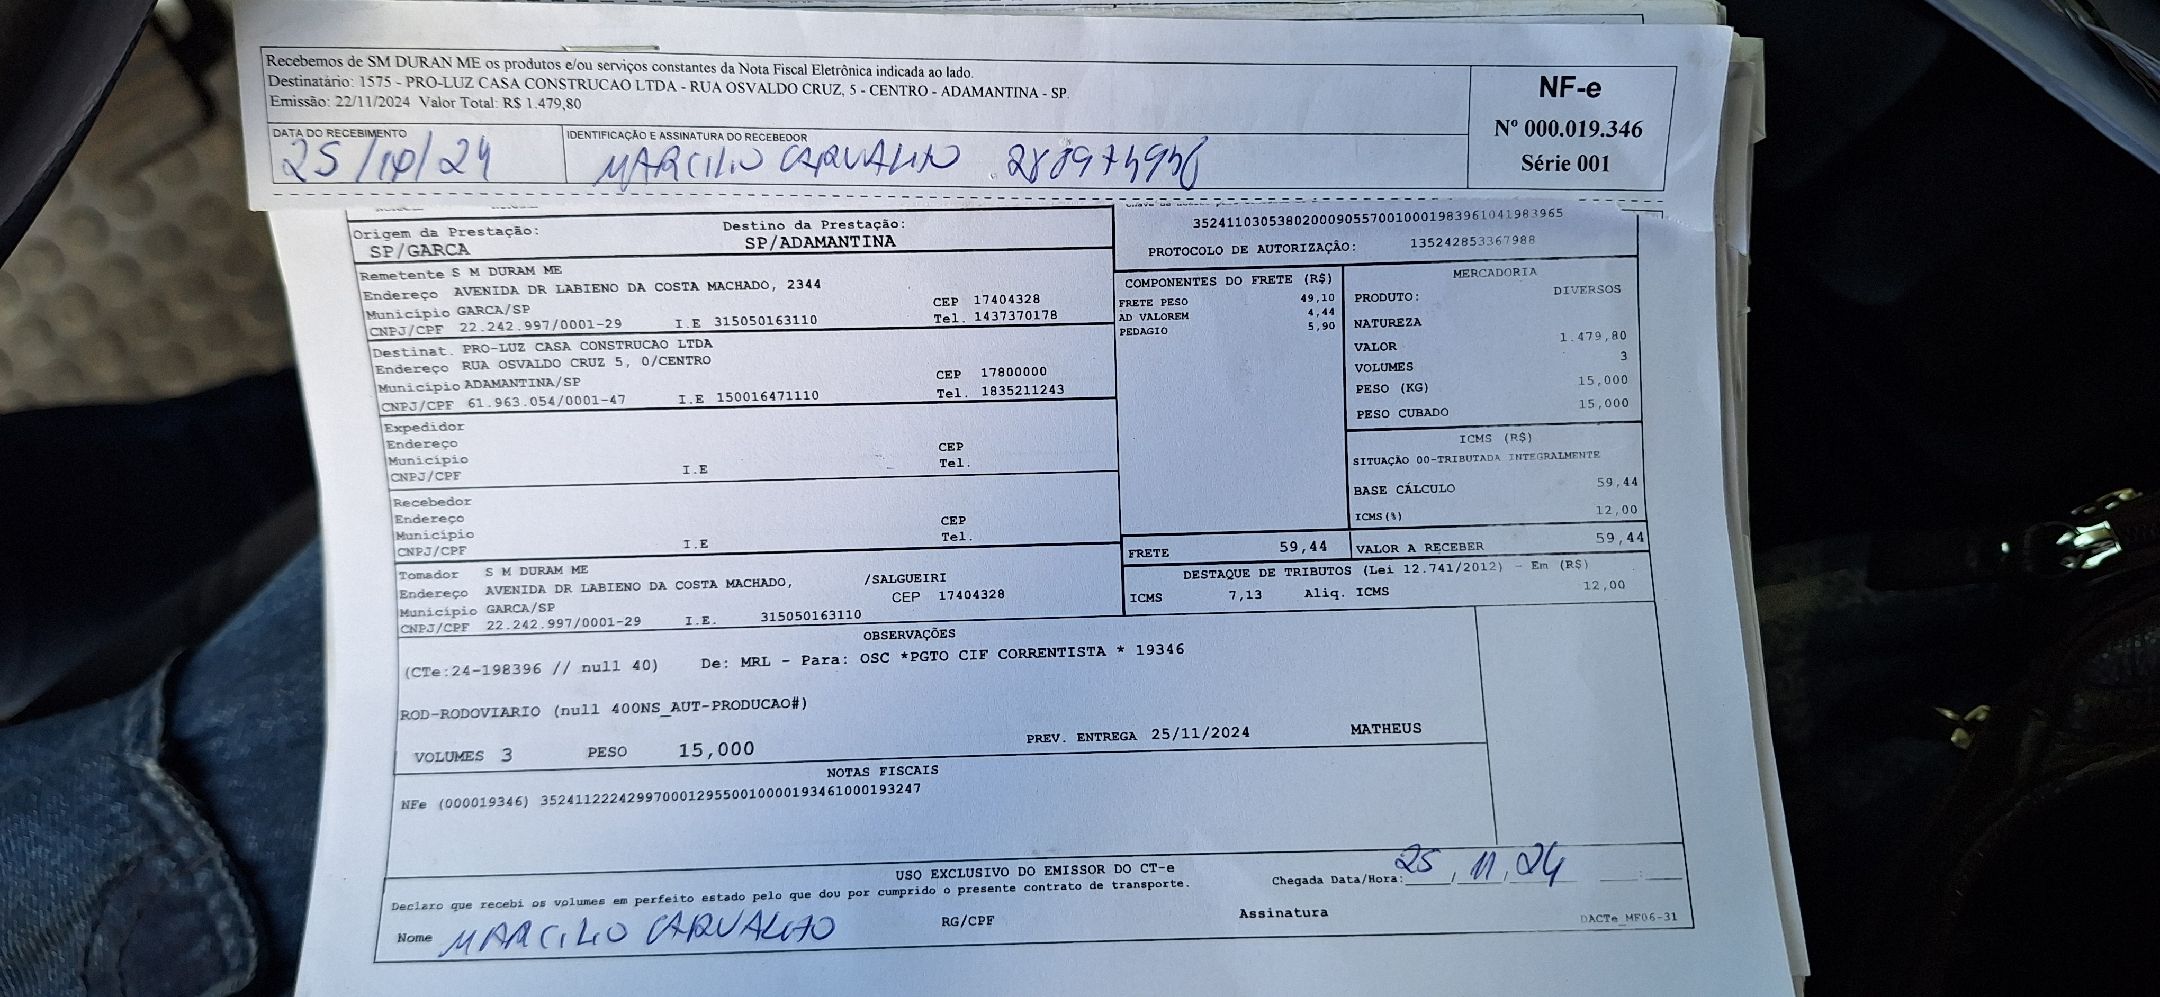 Recebemos de SM DURAN ME os produtos e/ou serviços constantes da Nota Fiscal Eletrônica indicada ao lado.
Destinatário: 1575 - PRO-LUZ CASA CONSTRUCAO LTDA - RUA OSVALDO CRUZ, 5 - CENTRO - ADAMANTINA - SP.
Emissão: 22/11/2024 Valor Total: R$ 1.479,80
NF-e
Nº 000.019.346
Série 001
DATA DO RECEBIMENTO
25/ /24
IDENTIFICAÇÃO E ASSINATURA DO RECEBEDOR
MARCILIO CARVALHO
Origem da Prestação:
SP/GARCA
Destino da Prestação:
SP/ADAMANTINA
35241103053802000905570010001983961041983965
PROTOCOLO DE AUTORIZAÇÃO: 135242853367988
Remetente S M DURAM ME
Endereço AVENIDA DR LABIENO DA COSTA MACHADO, 2344
Município GARCA/SP CEP 17404328
CNPJ/CPF 22.242.997/0001-29 I.E 315050163110 Tel. 1437370178
Destinat. PRO-LUZ CASA CONSTRUCAO LTDA
Endereço RUA OSVALDO CRUZ 5, 0/CENTRO
Município ADAMANTINA/SP CEP 17800000
CNPJ/CPF 61.963.054/0001-47 I.E 150016471110 Tel. 1835211243
Expedidor
Endereço
Município CEP
CNPJ/CPF I.E Tel.
Recebedor
Endereço
Município CEP
CNPJ/CPF I.E Tel.
Tomador S M DURAM ME
Endereço AVENIDA DR LABIENO DA COSTA MACHADO, /SALGUEIRI
Município GARCA/SP CEP 17404328
CNPJ/CPF 22.242.997/0001-29 I.E. 315050163110
COMPONENTES DO FRETE (R$)
FRETE PESO 49,10
AD VALOREM 4,44
PEDAGIO 5,90
FRETE 59,44
MERCADORIA
PRODUTO: DIVERSOS
NATUREZA
VALOR 1.479,80
VOLUMES 3
PESO (KG) 15,000
PESO CUBADO 15,000
ICMS (R$)
SITUAÇÃO 00-TRIBUTADA INTEGRALMENTE
BASE CÁLCULO 59,44
ICMS(%) 12,00
VALOR A RECEBER 59,44
DESTAQUE DE TRIBUTOS (Lei 12.741/2012) - Em (R$)
ICMS 7,13 Aliq. ICMS 12,00
OBSERVAÇÕES
(CTe:24-198396 // null 40) De: MRL - Para: OSC *PGTO CIF CORRENTISTA * 19346
ROD-RODOVIARIO (null 400NS_AUT-PRODUCAO#)
VOLUMES 3 PESO 15,000 PREV. ENTREGA 25/11/2024 MATHEUS
NOTAS FISCAIS
NFe (000019346) 35241122242997000129550010000193461000193247
USO EXCLUSIVO DO EMISSOR DO CT-e
Declaro que recebi os volumes em perfeito estado pelo que dou por cumprido o presente contrato de transporte.
Chegada Data/Hora: 25/11/24 :
Nome MARCILIO CARVALHO RG/CPF Assinatura
DACTe_MF06-31